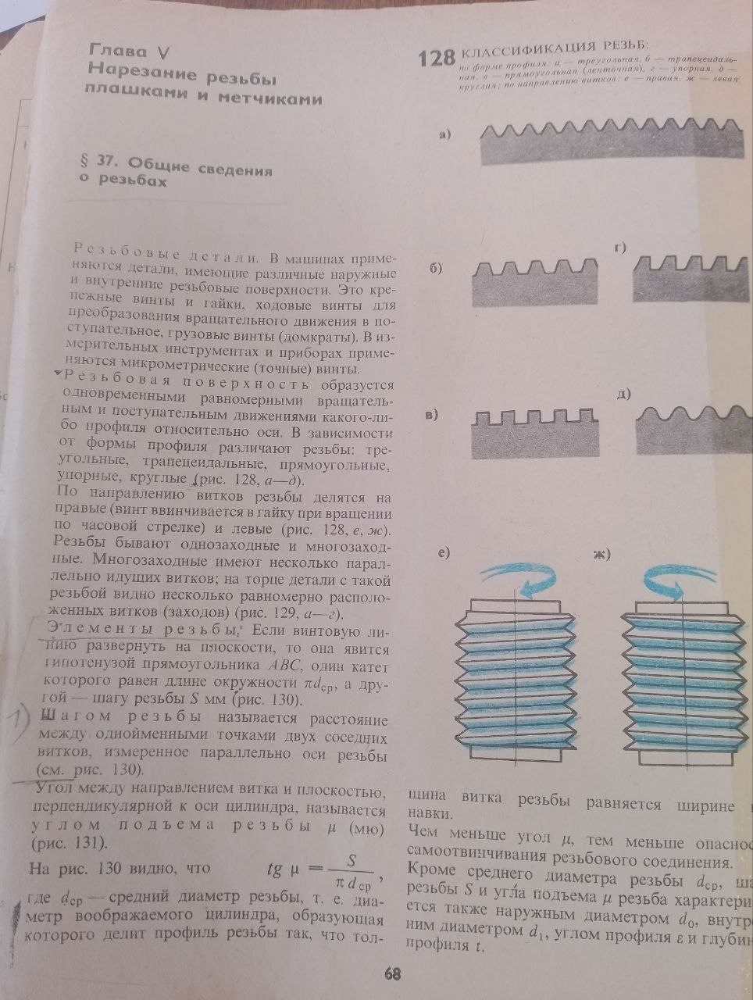 Глава V
Нарезание резьбы
плашками и метчиками
§ 37. Общие сведения
о резьбах
Резьбовые детали. В машинах приме-
няются детали, имеющие различные наружные
и внутренние резьбовые поверхности. Это кре-
пежные винты и гайки, ходовые винты для
преобразования вращательного движения в по-
ступательное, грузовые винты (домкраты). В из-
мерительных инструментах и приборах приме-
няются микрометрические (точные) винты.
Резьбовая поверхность образуется
одновременными равномерными вращатель-
ным и поступательным движениями какого-ли-
бо профиля относительно оси. В зависимости
от формы профиля различают резьбы: тре-
угольные, трапецеидальные, прямоугольные,
упорные, круглые (рис. 128, а—д).
По направлению витков резьбы делятся на
правые (винт ввинчивается в гайку при вращении
по часовой стрелке) и левые (рис. 128, е, ж).
Резьбы бывают однозаходные и многозаход-
ные. Многозаходные имеют несколько парал-
лельно идущих витков; на торце детали с такой
резьбой видно несколько равномерно располо-
женных витков (заходов) (рис. 129, а—г).
Элементы резьбы. Если винтовую ли-
нию развернуть на плоскости, то она явится
гипотенузой прямоугольника ABC, один катет
которого равен длине окружности πdср, а дру-
гой — шагу резьбы S мм (рис. 130).
1)
Шагом резьбы называется расстояние
между одноименными точками двух соседних
витков, измеренное параллельно оси резьбы
(см. рис. 130).
Угол между направлением витка и плоскостью,
перпендикулярной к оси цилиндра, называется
углом подъема резьбы μ (мю)
(рис. 131).
На рис. 130 видно, что tg μ = S / π dср ,
где dср — средний диаметр резьбы, т. е. диа-
метр воображаемого цилиндра, образующая
которого делит профиль резьбы так, что тол-
128 КЛАССИФИКАЦИЯ РЕЗЬБ:
по форме профиля: а — треугольная, б — трапецеидаль-
ная, в — прямоугольная (ленточная), г — упорная, д —
круглая; по направлению витков: е — правая, ж — левая
а)
б)
г)
в)
д)
е)
ж)
щина витка резьбы равняется ширине
навки.
Чем меньше угол μ, тем меньше опаснос
самоотвинчивания резьбового соединения.
Кроме среднего диаметра резьбы dср, ша
резьбы S и угла подъема μ резьба характери
ется также наружным диаметром d0, внутр
ним диаметром d1, углом профиля ε и глубин
профиля t.
68